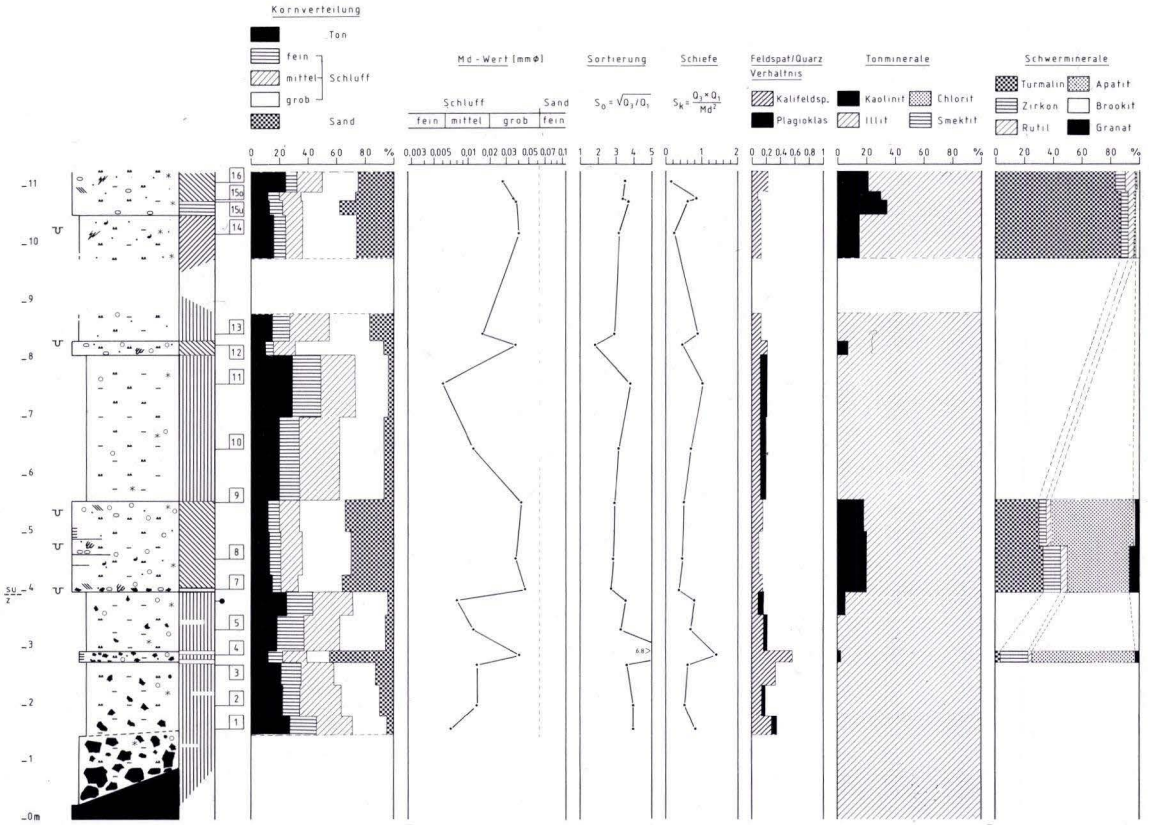 Kornverteilung
Ton
fein
mittel Schluff
grob
Sand
Md-Wert [mmø]
Schluff Sand
fein mittel grob fein
0,003 0,005 0,01 0,02 0,03 0,05 0,07 0,1
Sortierung
S₀ = √Q₃/Q₁
1 2 3 4 5
Schiefe
Sk = Q₃ × Q₁
Md²
0 1 2
Feldspat/Quarz
Verhältnis
Kalifeldsp.
Plagioklas
0 0.2 0.4 0.6 0.8 1
Tonminerale
Kaolinit Chlorit
Illit Smektit
Schwerminerale
Turmalin Apatit
Zirkon Brookit
Rutil Granat
0 20 60 %
0 20 40 60 80 %
0 20 40 60 80 %
16
11
15o
15u
14
10
9
13
8
12
11
7
10
6
9
5
8
7
4
su
z
5
3
4
6.8>
3
2
2
1
1
0m